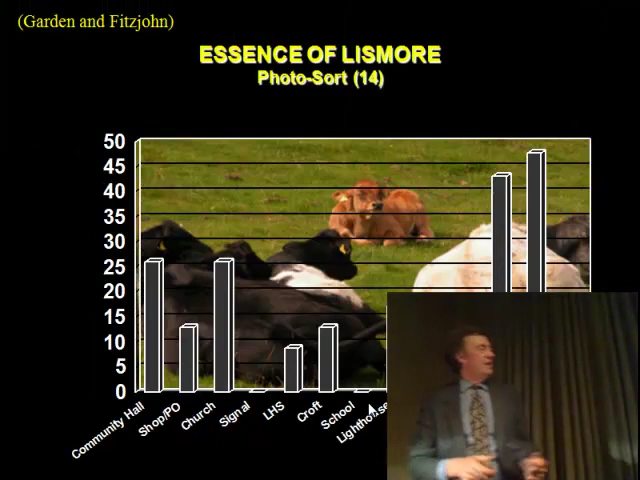 (Garden and Fitzjohn)
ESSENCE OF LISMORE
Photo-Sort (14)
50
45
40
35
30
25
20
15
10
5
0
Community Hall
Shop/PO
Church
Signal
LHS
Croft
School
Lighthouse